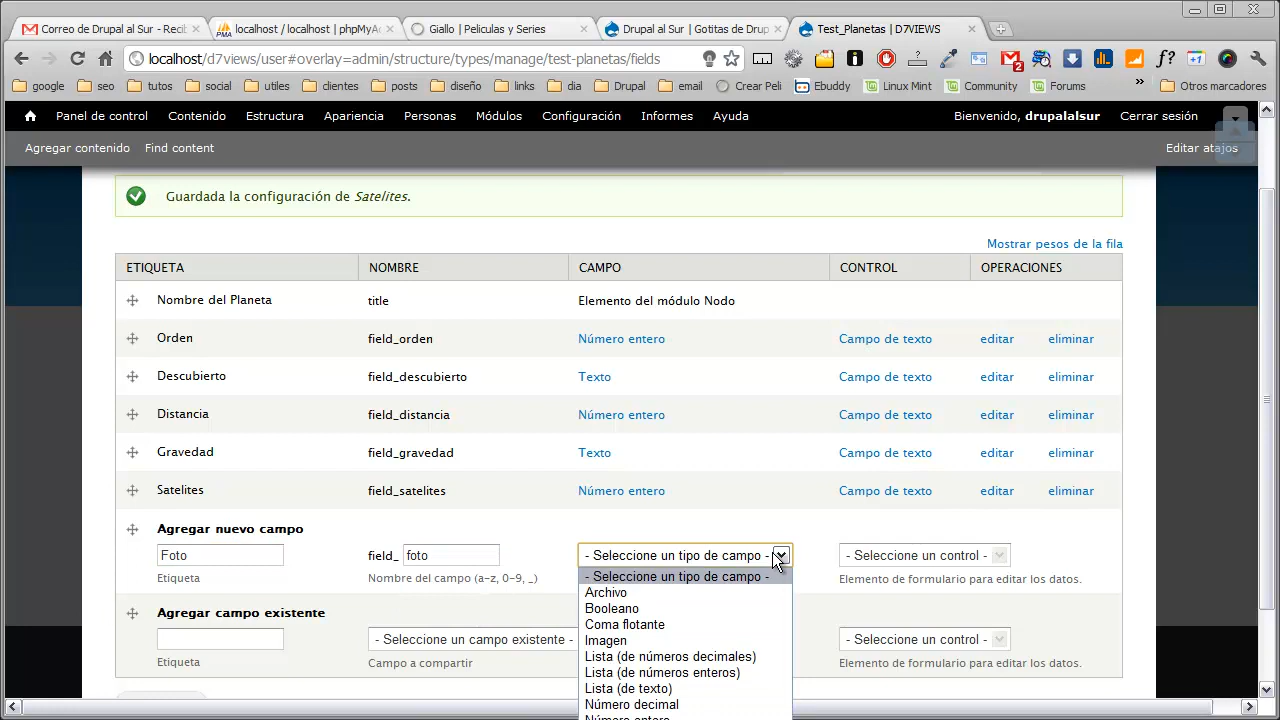 Correo de Drupal al Sur - Recib
localhost / localhost | phpMyA
Giallo | Peliculas y Series
Drupal al Sur | Gotitas de Drup
Test_Planetas | D7VIEWS
localhost/d7views/user#overlay=admin/structure/types/manage/test-planetas/fields
google
ngo
tutos
social
utiles
clientes
posts
diseño
links
dia
Drupal
email
Crear Peli
Ebuddy
Linux Mint
Community
Forums
Otros marcadores
Panel de control
Contenido
Estructura
Apariencia
Personas
Módulos
Configuración
Informes
Ayuda
Bienvenido, drupalalsur
Cerrar sesión
Agregar contenido
Find content
Editar atajos
Guardada la configuración de Satelites.
Mostrar pesos de la fila
ETIQUETA NOMBRE CAMPO CONTROL OPERACIONES
Nombre del Planeta title Elemento del módulo Nodo
Orden field_orden Número entero Campo de texto editar eliminar
Descubierto field_descubierto Texto Campo de texto editar eliminar
Distancia field_distancia Número entero Campo de texto editar eliminar
Gravedad field_gravedad Texto Campo de texto editar eliminar
Satelites field_satelites Número entero Campo de texto editar eliminar
Agregar nuevo campo
Foto field_ foto - Seleccione un tipo de campo - - Seleccione un control -
Etiqueta Nombre del campo (a-z, 0-9, _) Elemento de formulario para editar los datos.
- Seleccione un tipo de campo -
Archivo
Booleano
Coma flotante
Imagen
Lista (de números decimales)
Lista (de números enteros)
Lista (de texto)
Número decimal
Número entero
Agregar campo existente
- Seleccione un campo existente - - Seleccione un control -
Etiqueta Campo a compartir Elemento de formulario para editar los datos.